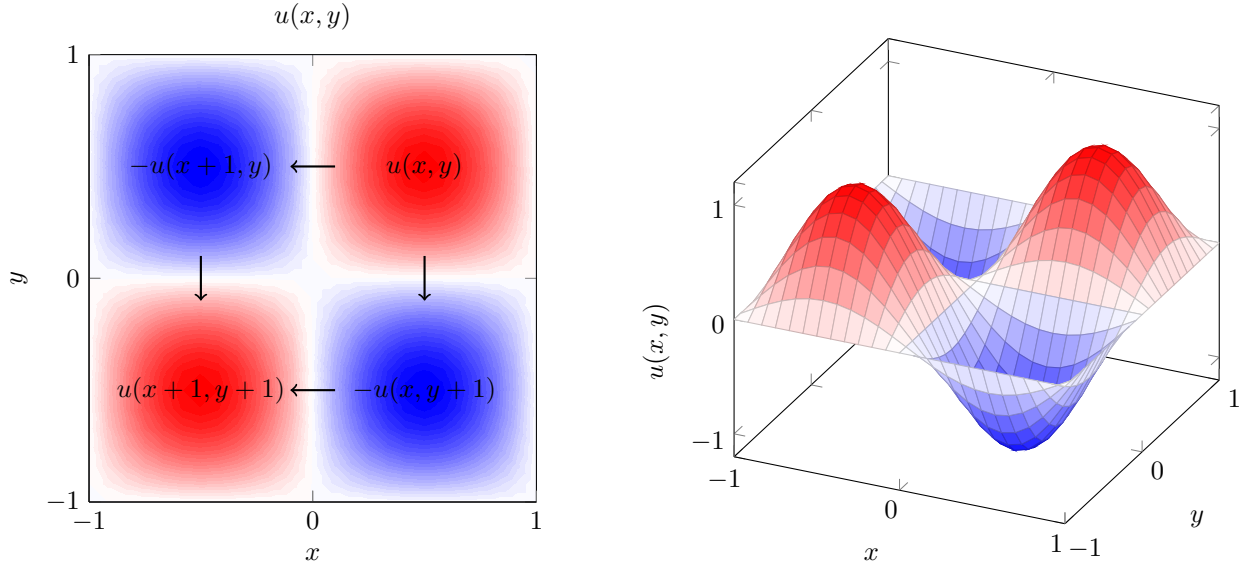 u(x, y)
1
−u(x + 1, y)
u(x, y)
y
0
u(x + 1, y + 1)
−u(x, y + 1)
−1
−1
0
1
x
u(x, y)
1
0
−1
−1
0
1
x
−1
0
1
y